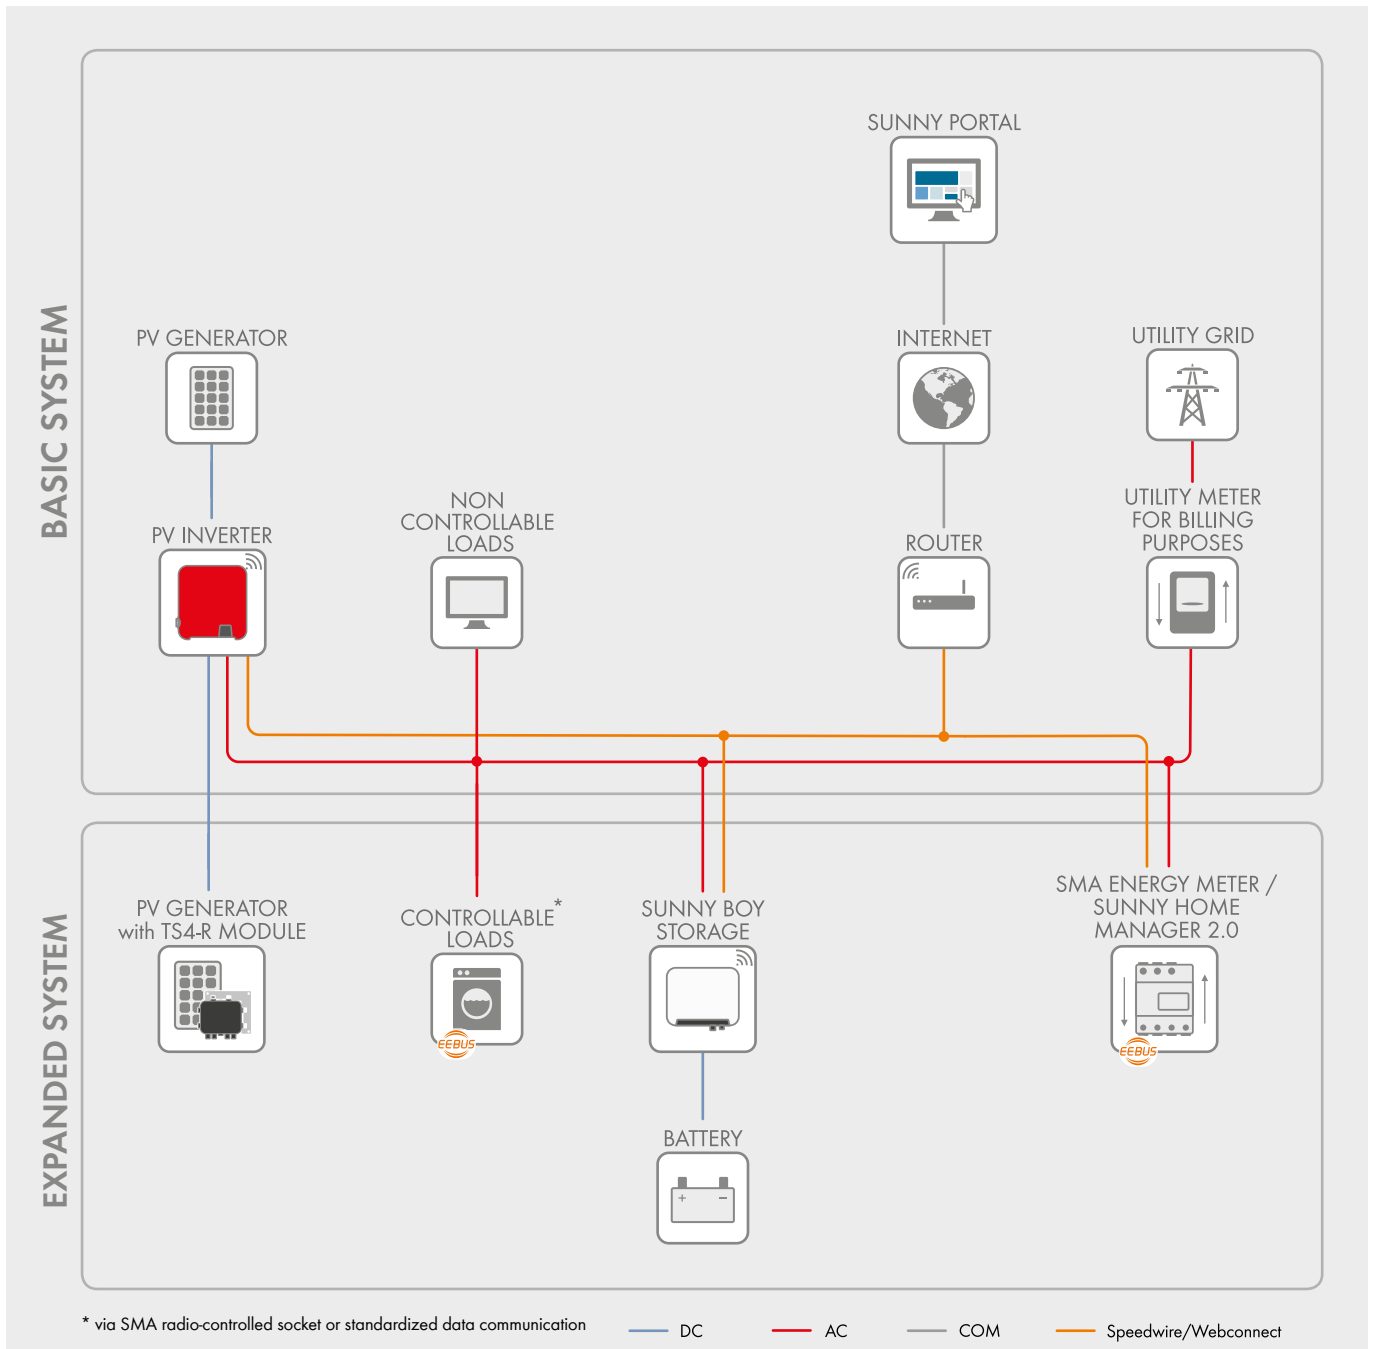 BASIC SYSTEM
SUNNY PORTAL
PV GENERATOR
INTERNET
UTILITY GRID
PV INVERTER
NON
CONTROLLABLE
LOADS
ROUTER
UTILITY METER
FOR BILLING
PURPOSES
EXPANDED SYSTEM
PV GENERATOR
with TS4-R MODULE
CONTROLLABLE*
LOADS
EEBUS
SUNNY BOY
STORAGE
SMA ENERGY METER /
SUNNY HOME
MANAGER 2.0
EEBUS
BATTERY
+ −
* via SMA radio-controlled socket or standardized data communication
DC
AC
COM
Speedwire/Webconnect